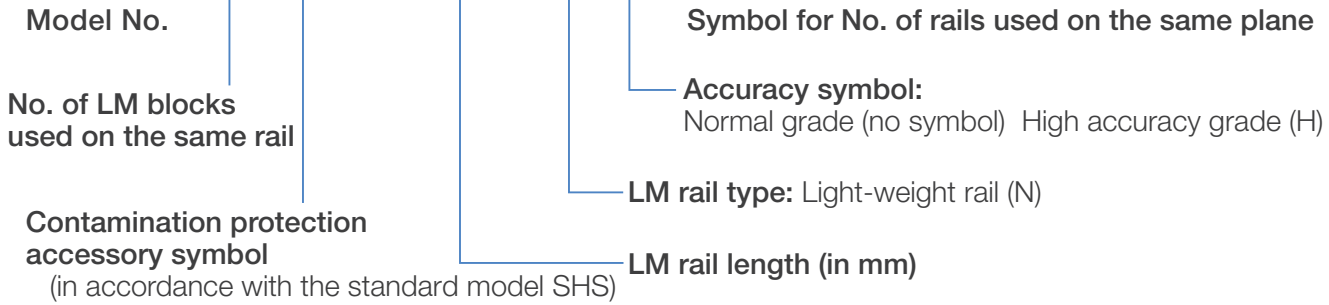 Model No.
Symbol for No. of rails used on the same plane
No. of LM blocks
used on the same rail
Accuracy symbol:
Normal grade (no symbol) High accuracy grade (H)
LM rail type: Light-weight rail (N)
Contamination protection
accessory symbol
(in accordance with the standard model SHS)
LM rail length (in mm)